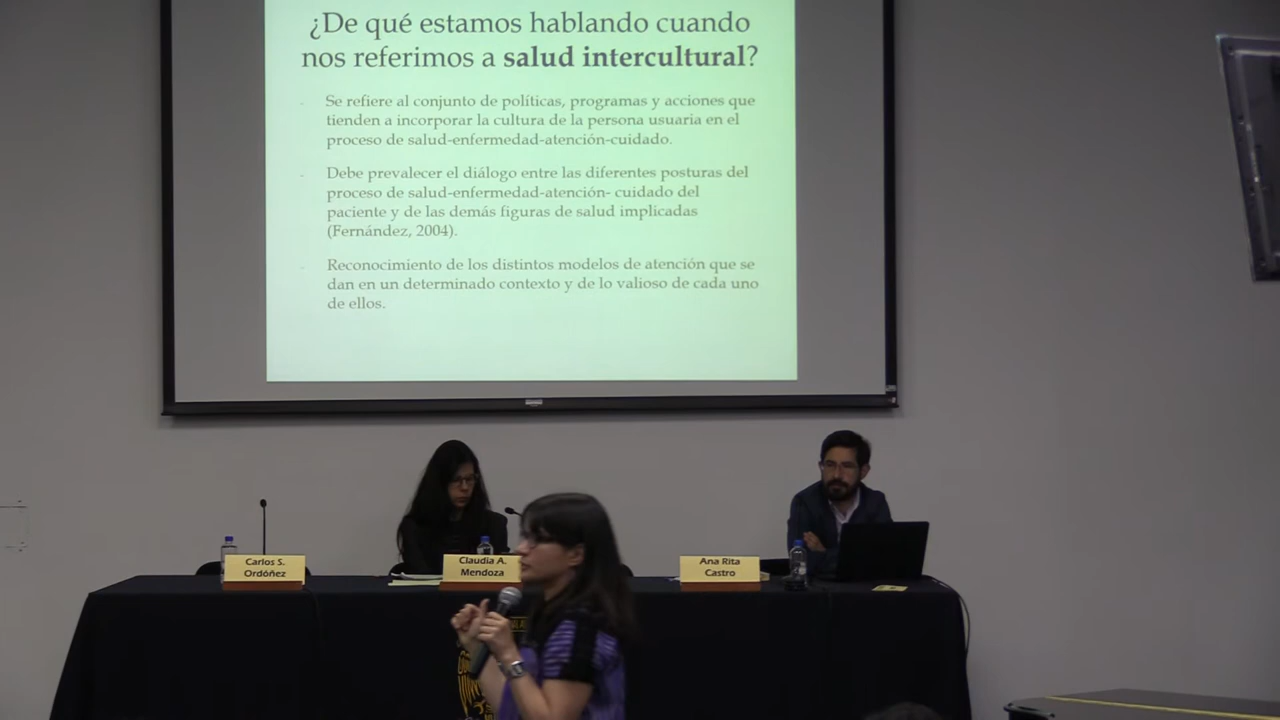 ¿De qué estamos hablando cuando
nos referimos a salud intercultural?
Se refiere al conjunto de políticas, programas y acciones que
tienden a incorporar la cultura de la persona usuaria en el
proceso de salud-enfermedad-atención-cuidado.
Debe prevalecer el diálogo entre las diferentes posturas del
proceso de salud-enfermedad-atención- cuidado del
paciente y de las demás figuras de salud implicadas
(Fernández, 2004).
Reconocimiento de los distintos modelos de atención que se
dan en un determinado contexto y de lo valioso de cada uno
de ellos.
Carlos S.
Ordóñez
Claudia A.
Mendoza
Ana Rita
Castro